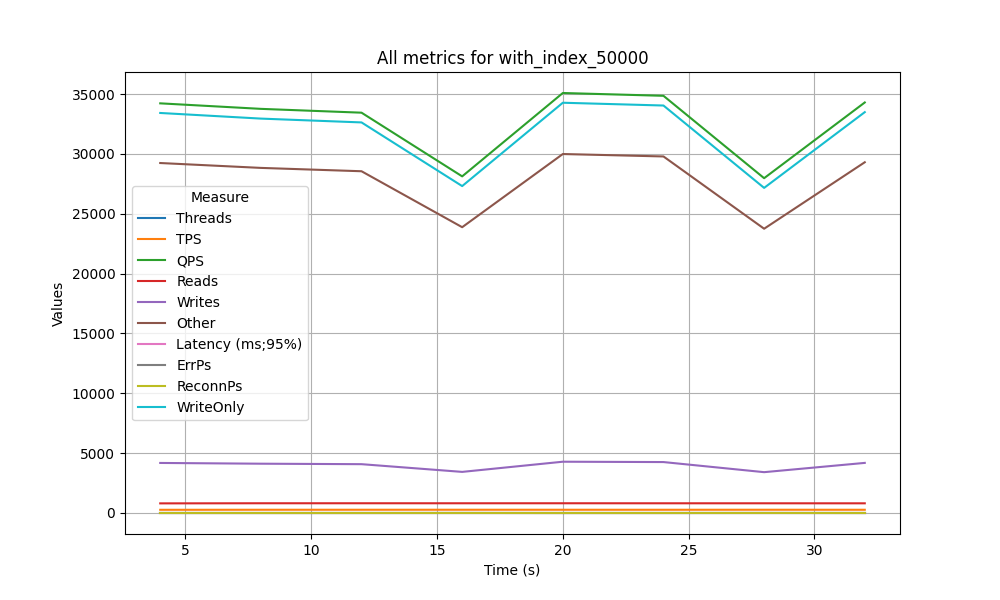 All metrics for with_index_50000
35000
30000
25000
20000
15000
10000
5000
0
Values
Measure
Threads
TPS
QPS
Reads
Writes
Other
Latency (ms;95%)
ErrPs
ReconnPs
WriteOnly
5 10 15 20 25 30
Time (s)